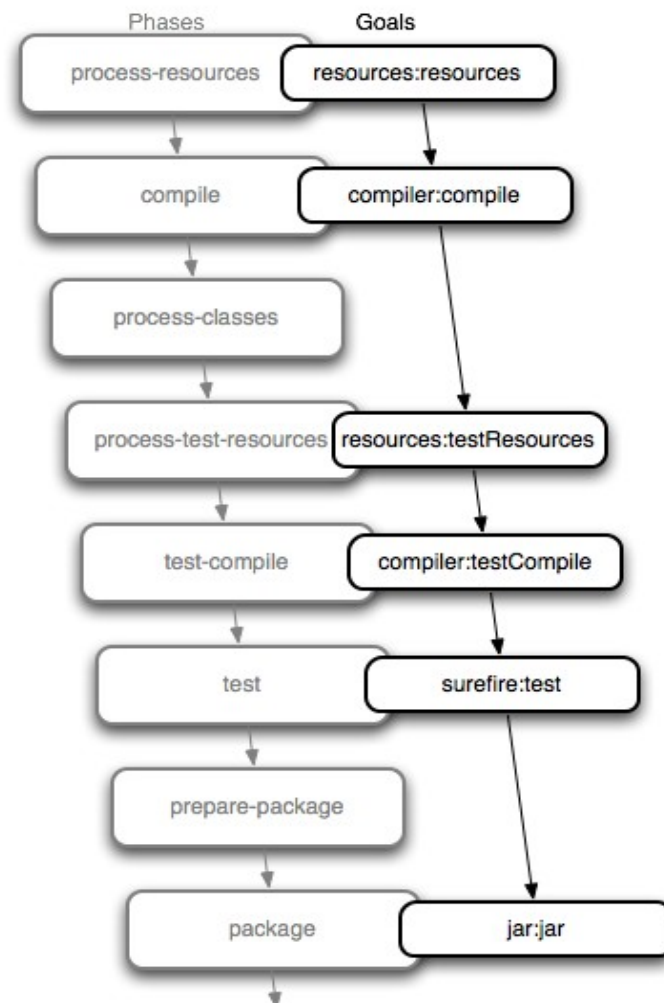 Phases Goals
process-resources resources:resources
compile compiler:compile
process-classes
process-test-resources resources:testResources
test-compile compiler:testCompile
test surefire:test
prepare-package
package jar:jar